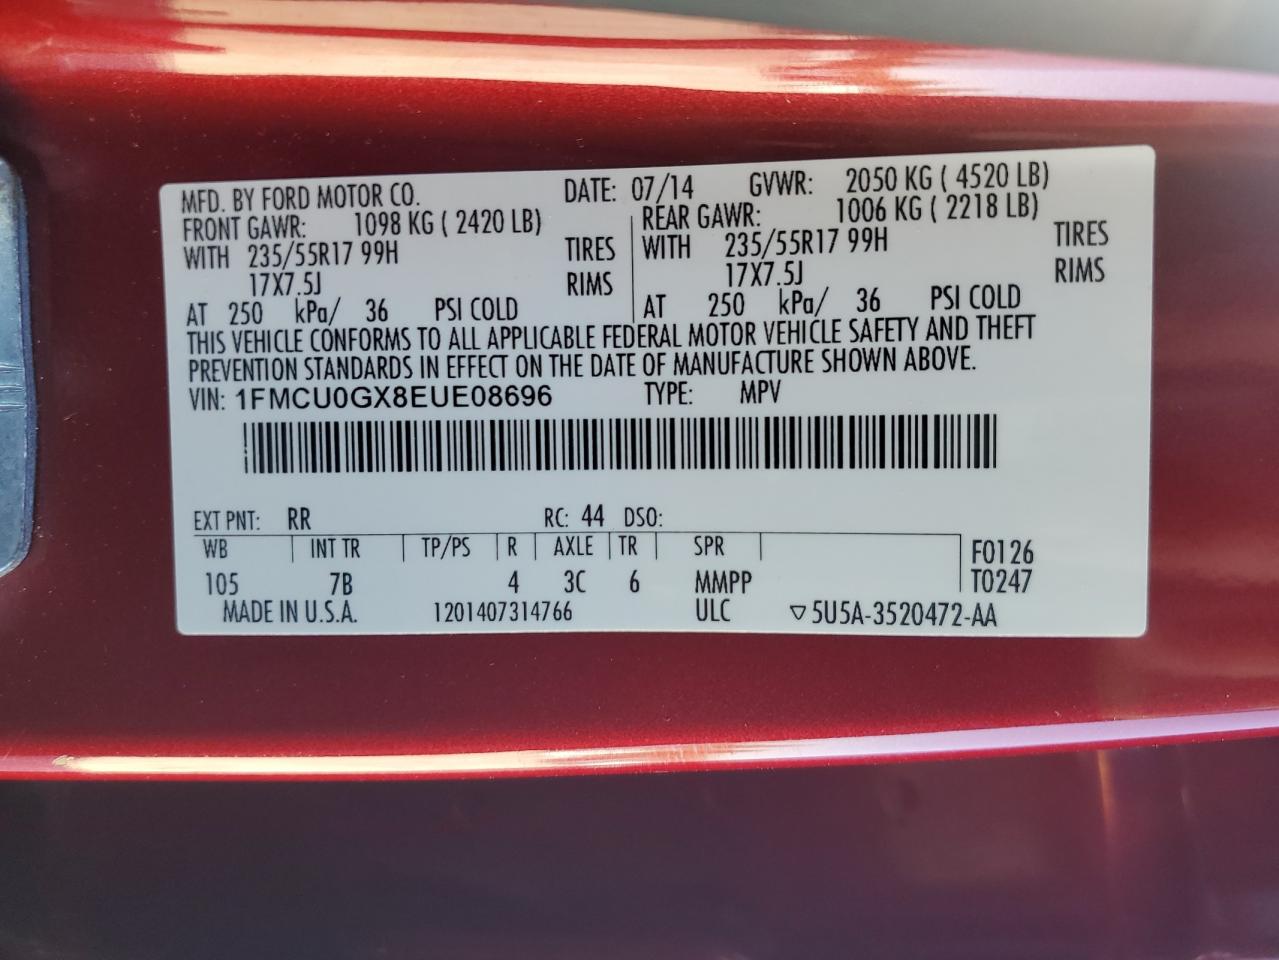 MFD. BY FORD MOTOR CO. DATE: 07/14 GVWR: 2050 KG ( 4520 LB)
FRONT GAWR: 1098 KG ( 2420 LB) REAR GAWR: 1006 KG ( 2218 LB)
WITH 235/55R17 99H TIRES WITH 235/55R17 99H TIRES
17X7.5J RIMS 17X7.5J RIMS
AT 250 kPa/ 36 PSI COLD AT 250 kPa/ 36 PSI COLD
THIS VEHICLE CONFORMS TO ALL APPLICABLE FEDERAL MOTOR VEHICLE SAFETY AND THEFT
PREVENTION STANDARDS IN EFFECT ON THE DATE OF MANUFACTURE SHOWN ABOVE.
VIN: 1FMCU0GX8EUE08696 TYPE: MPV
EXT PNT: RR RC: 44 DSO:
WB INT TR TP/PS R AXLE TR SPR F0126
105 7B 4 3C 6 MMPP T0247
MADE IN U.S.A. 1201407314766 ULC ▽5U5A-3520472-AA